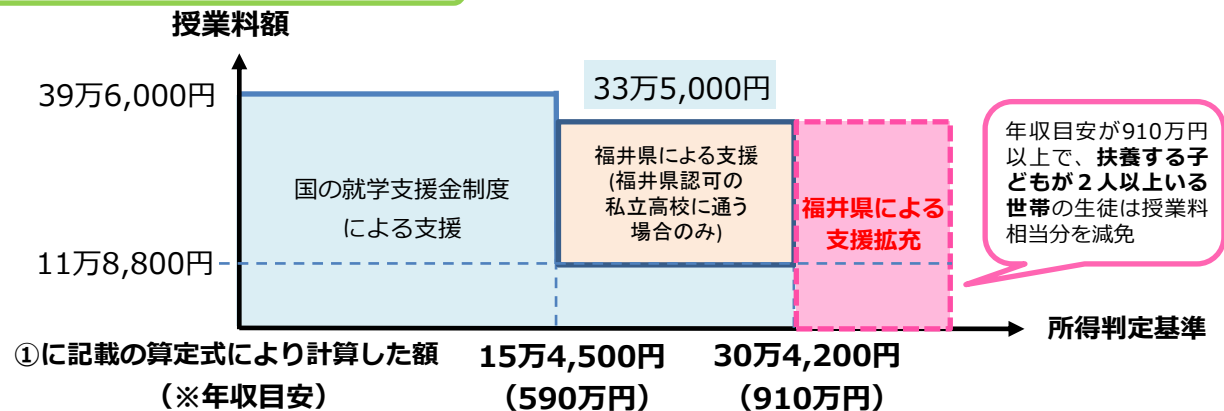 授業料額
39万6,000円
33万5,000円
国の就学支援金制度
による支援
福井県による支援
(福井県認可の
私立高校に通う
場合のみ)
福井県による
支援拡充
年収目安が910万円
以上で、扶養する子
どもが２人以上いる
世帯の生徒は授業料
相当分を減免
11万8,800円
所得判定基準
①に記載の算定式により計算した額
15万4,500円
30万4,200円
（※年収目安）
（590万円）
（910万円）